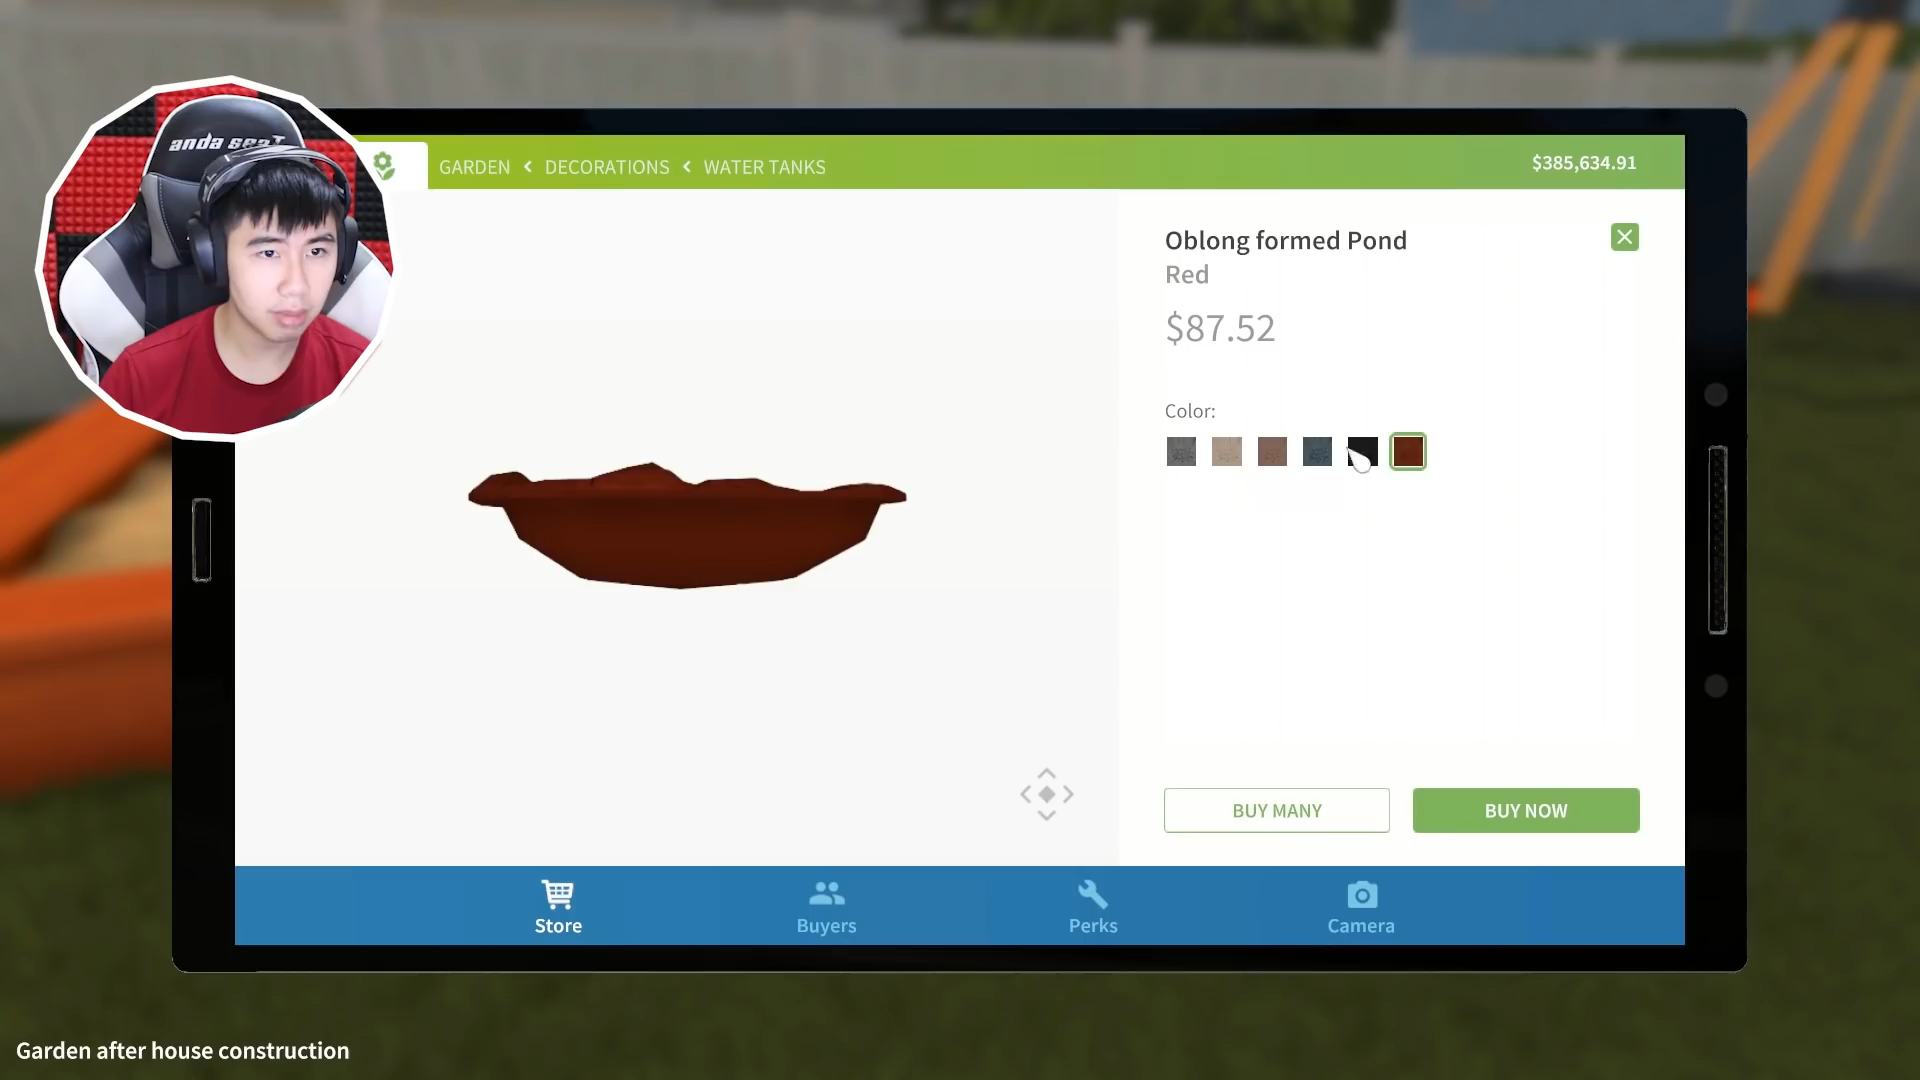 anda seaT
GARDEN < DECORATIONS < WATER TANKS
$385,634.91
Oblong formed Pond
Red
$87.52
Color:
BUY MANY
BUY NOW
Store
Buyers
Perks
Camera
Garden after house construction